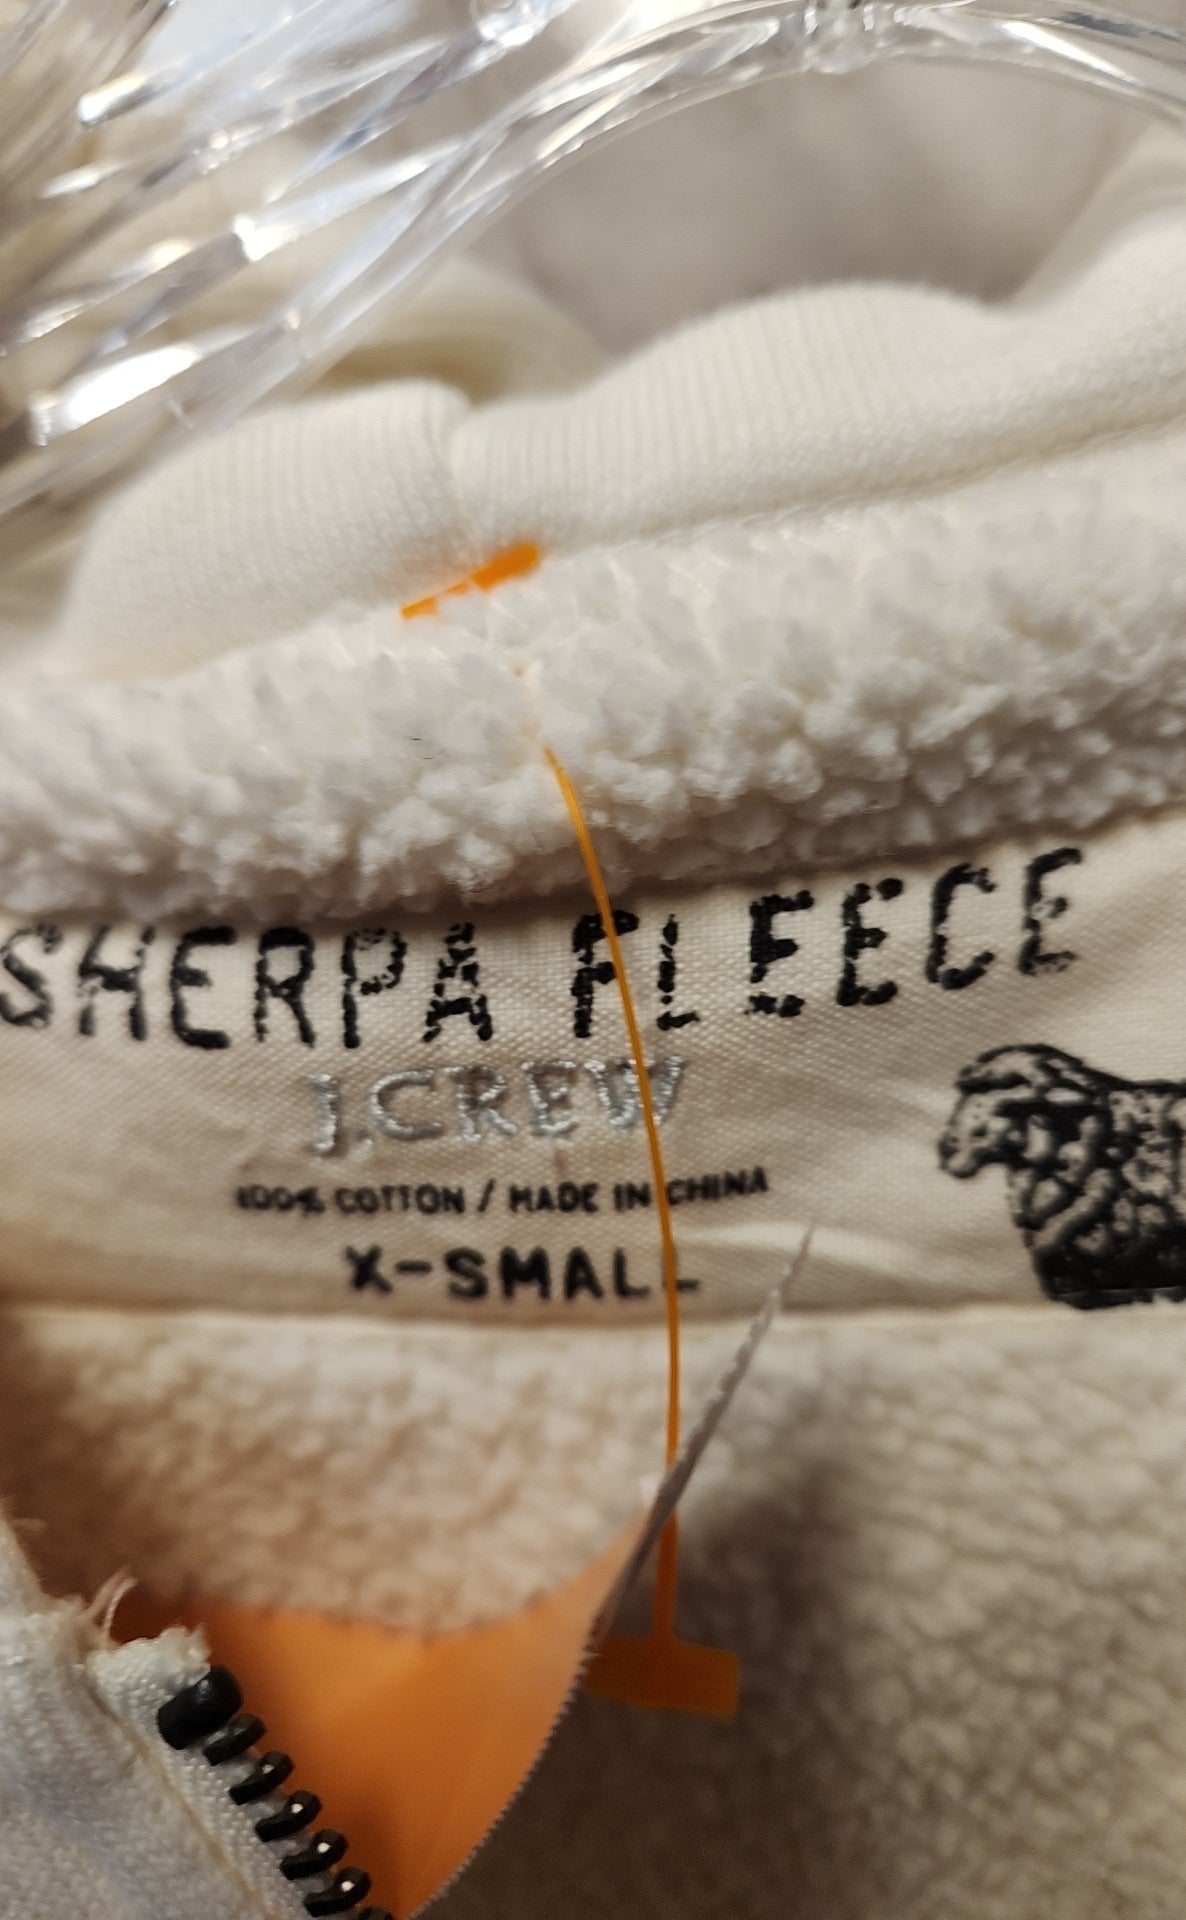 SHERPA FLEECE
J.CREW
100% COTTON / MADE IN CHINA
X-SMALL